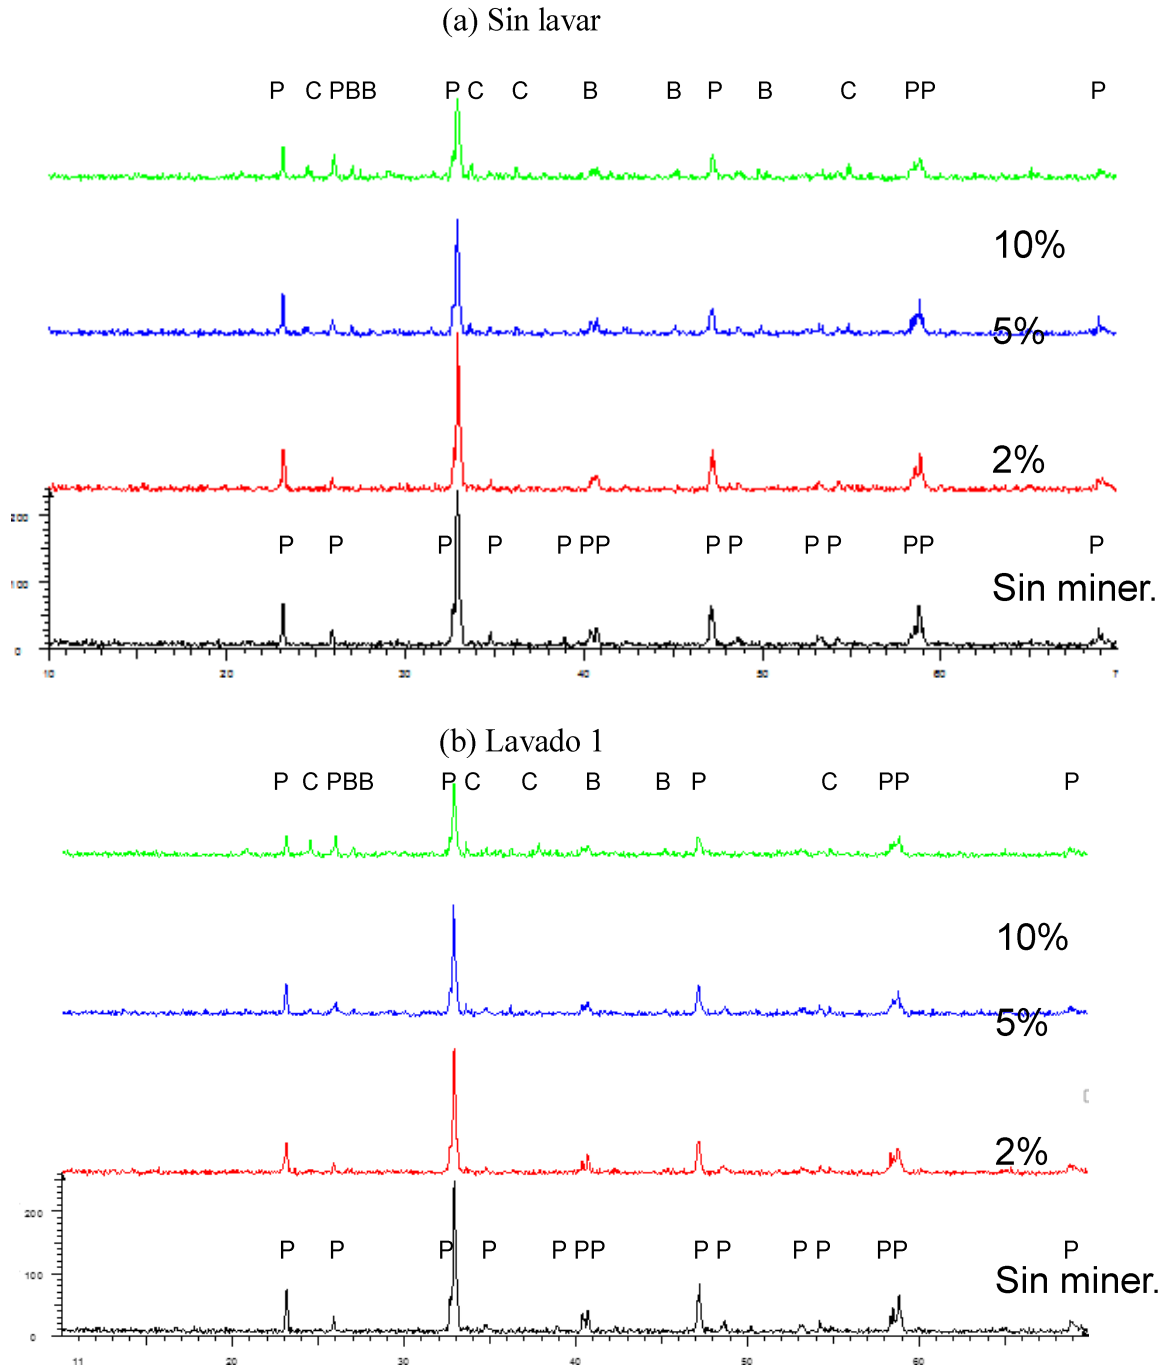 (a) Sin lavar
P C PBB P C C B B P B C PP P
10%
5%
2%
200
P P P P P PP P P P P PP P
100
Sin miner.
0
10 20 30 40 50 60 7
(b) Lavado 1
P C PBB P C C B B P C PP P
10%
5%
2%
200
P P P P P PP P P P P PP P
100
Sin miner.
0
11 20 30 40 50 60